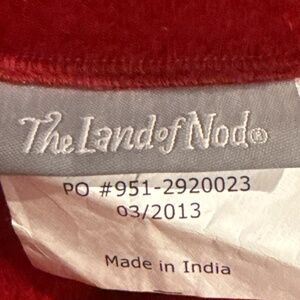 The Land of Nod®
PO #951-2920023
03/2013
Made in India